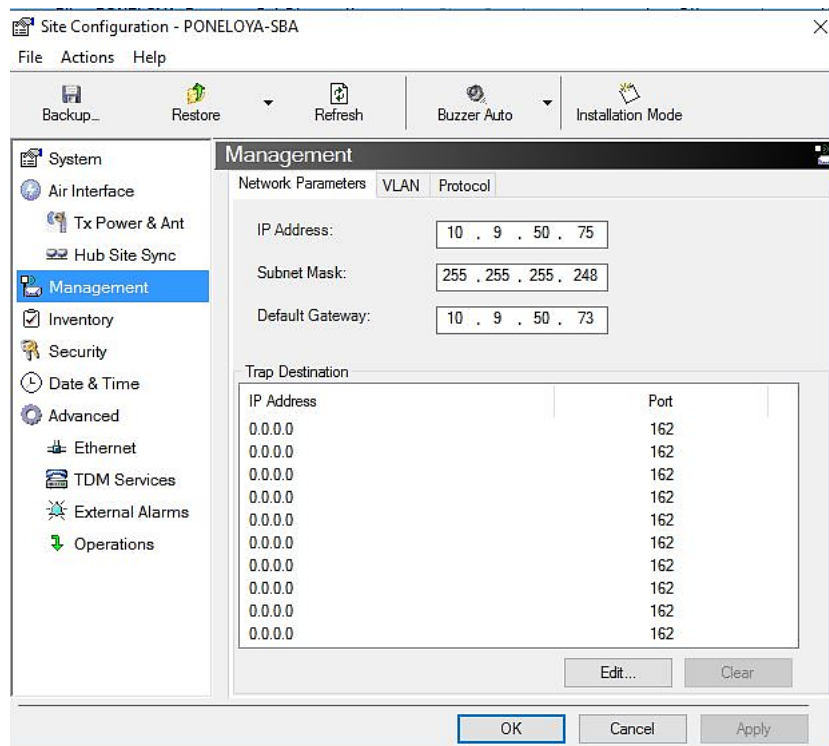 Site Configuration - PONELOYA-SBA
File Actions Help
Backup... Restore Refresh Buzzer Auto Installation Mode
System
Air Interface
Tx Power & Ant
Hub Site Sync
Management
Inventory
Security
Date & Time
Advanced
Ethernet
TDM Services
External Alarms
Operations
Management
Network Parameters VLAN Protocol
IP Address: 10 . 9 . 50 . 75
Subnet Mask: 255 . 255 . 255 . 248
Default Gateway: 10 . 9 . 50 . 73
Trap Destination
IP Address Port
0.0.0.0 162
0.0.0.0 162
0.0.0.0 162
0.0.0.0 162
0.0.0.0 162
0.0.0.0 162
0.0.0.0 162
0.0.0.0 162
0.0.0.0 162
0.0.0.0 162
Edit... Clear
OK Cancel Apply